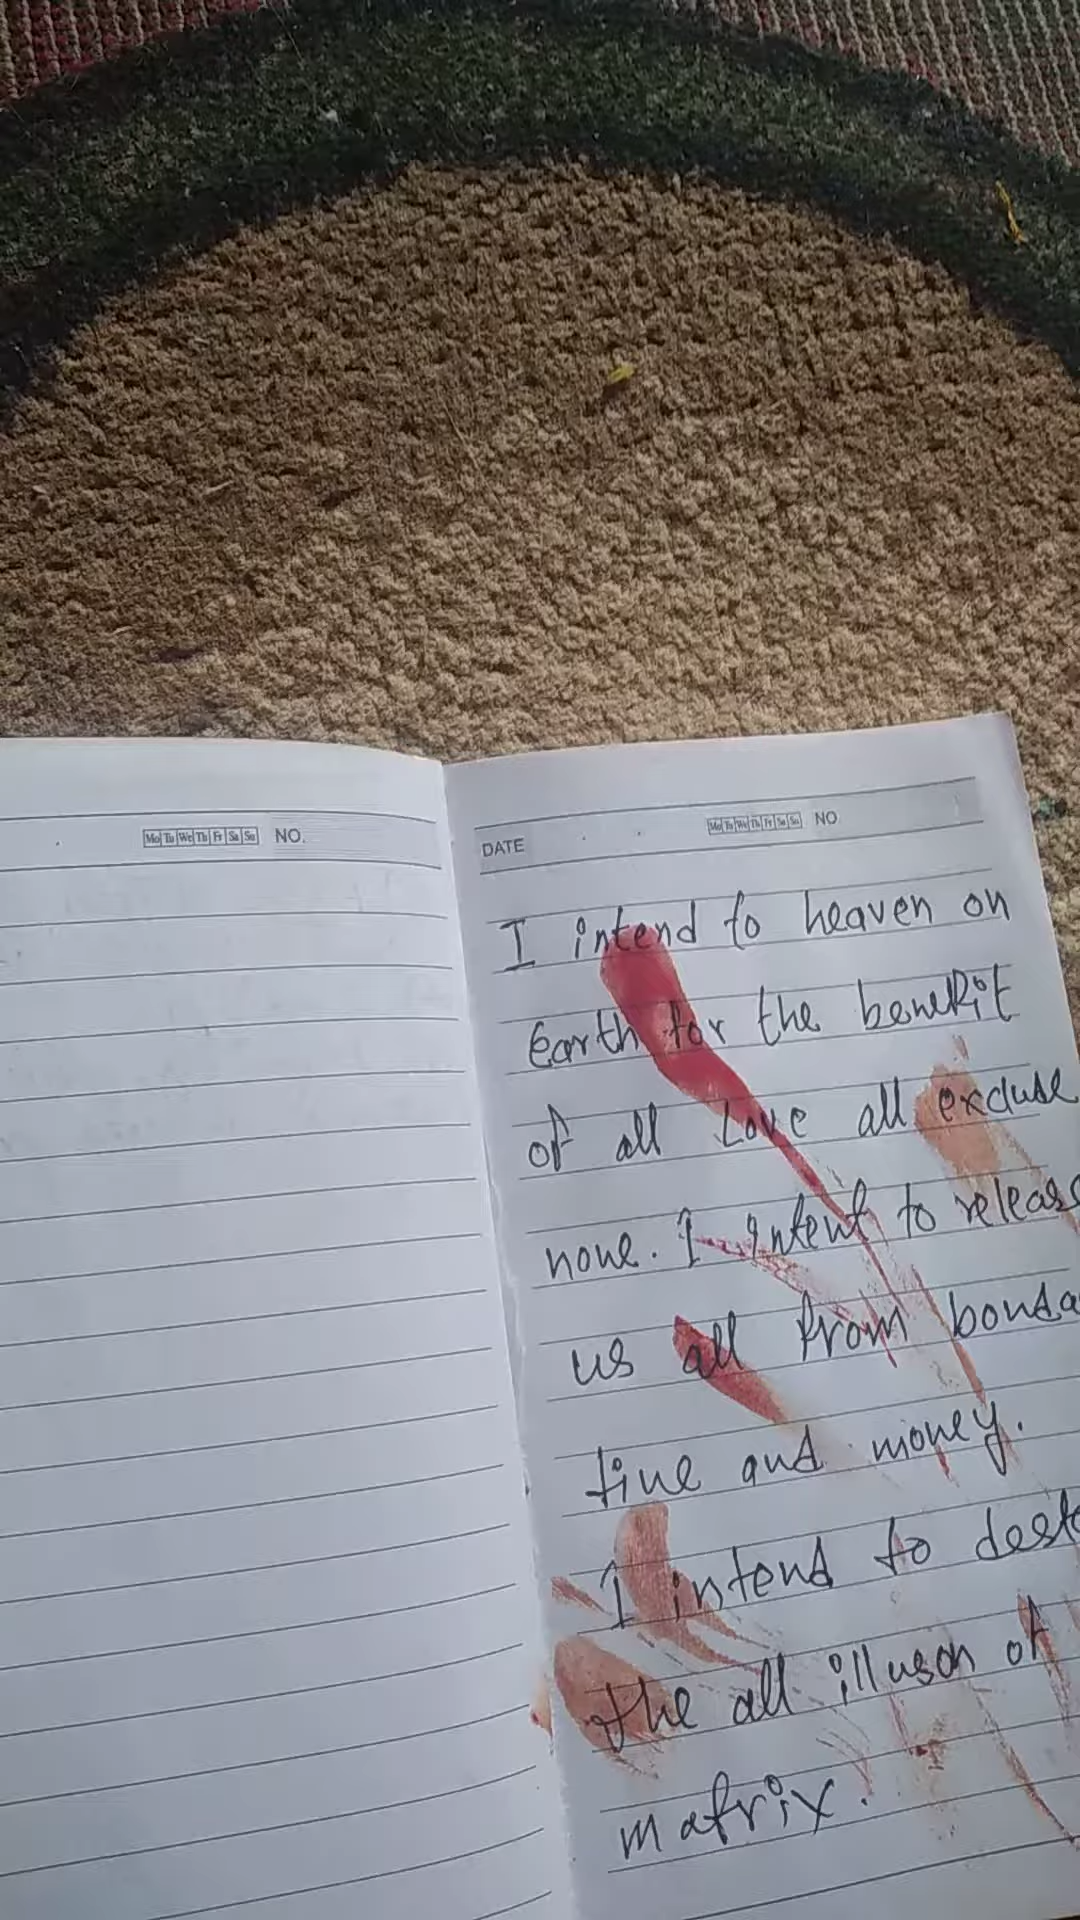 Mo Tu We Th Fr Sa Su NO.
DATE Mo Tu We Th Fr Sa Su NO
I intend to heaven on
Earth for the benefit
of all Love all exclude
none. I intent to releas
us all from bonda
time and money.
I intend to dest
the all illuson of
matrix.